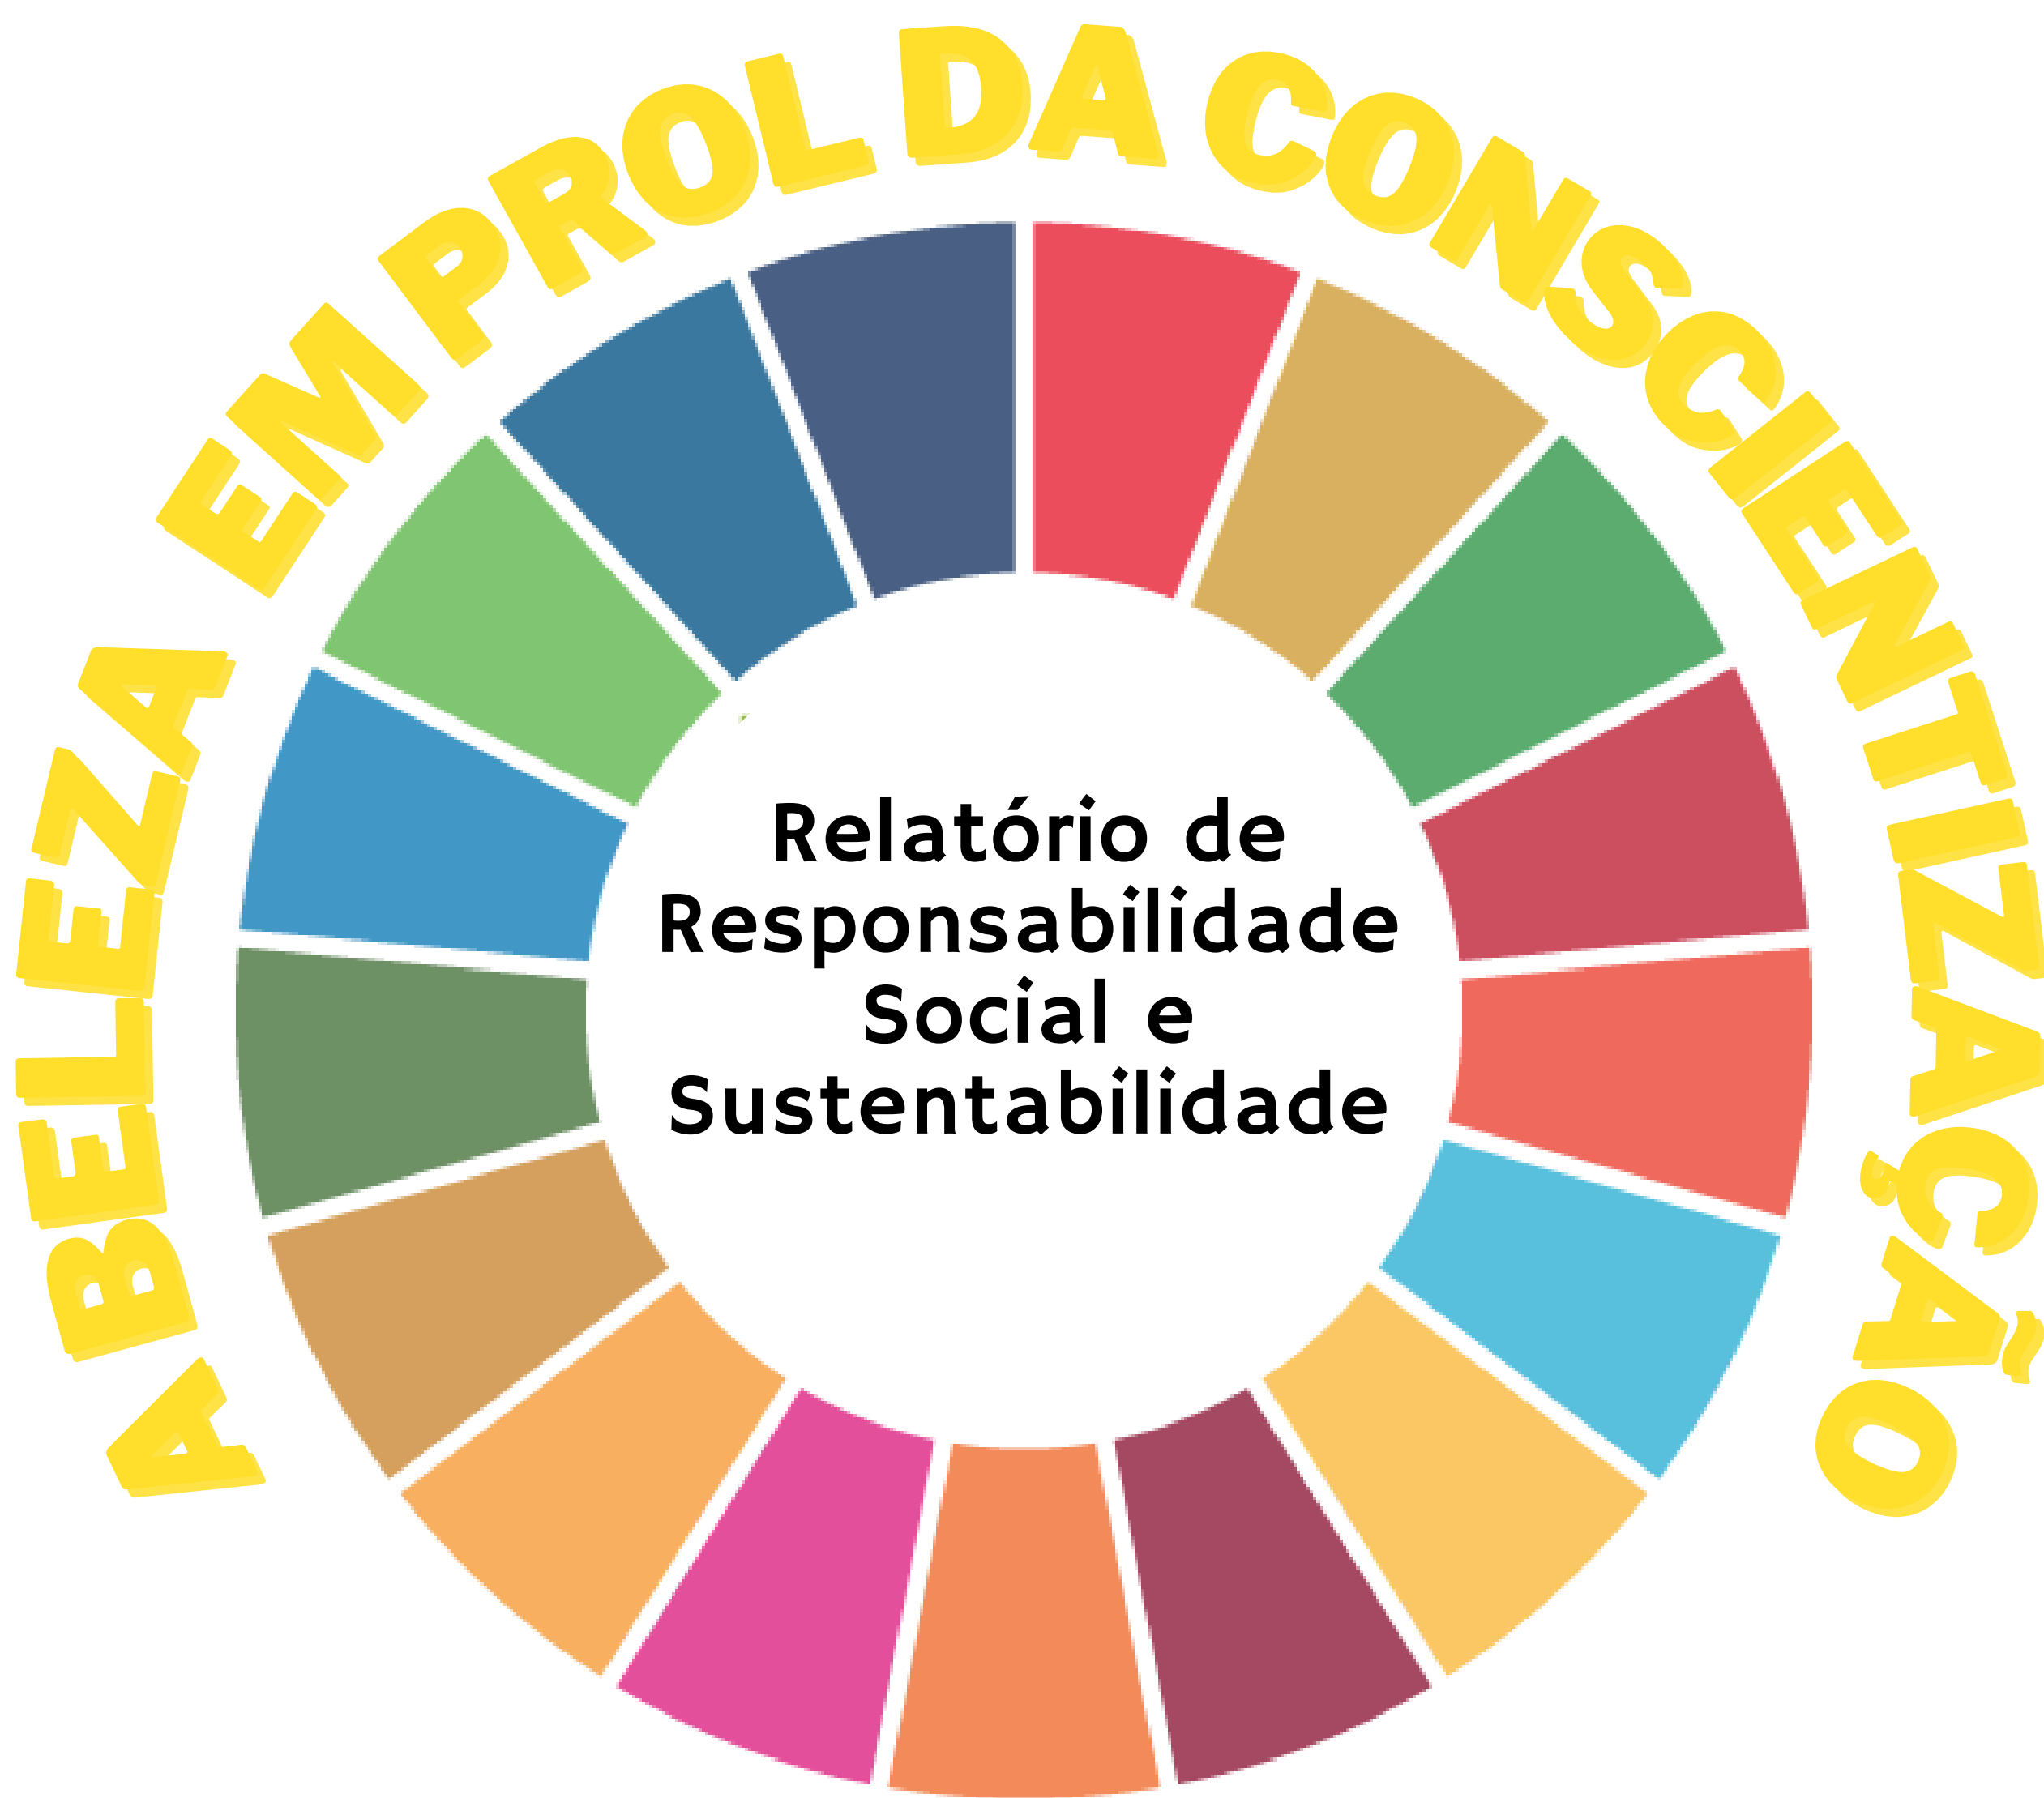 A BELEZA EM PROL DA CONSCIENTIZAÇÃO
Relatório de
Responsabilidade
Social e
Sustentabilidade